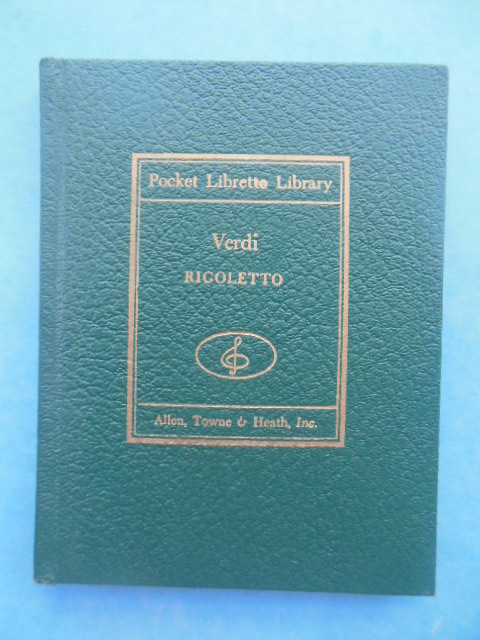 Pocket Libretto Library
Verdi
RIGOLETTO
Allen, Towne & Heath, Inc.